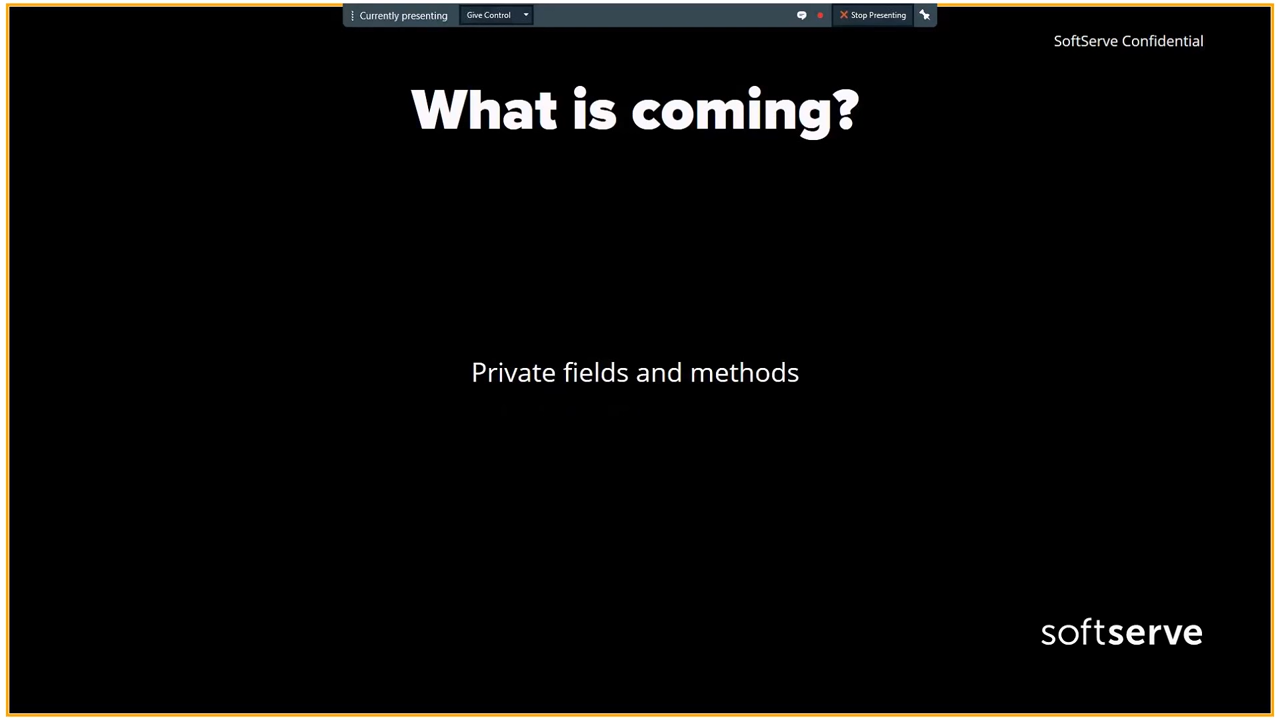 Currently presenting Give Control Stop Presenting
SoftServe Confidential
What is coming?
Private fields and methods
softserve